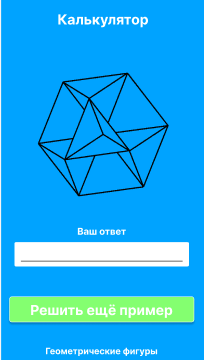 Калькулятор
Ваш ответ
Решить ещё пример
Геометрические фигуры